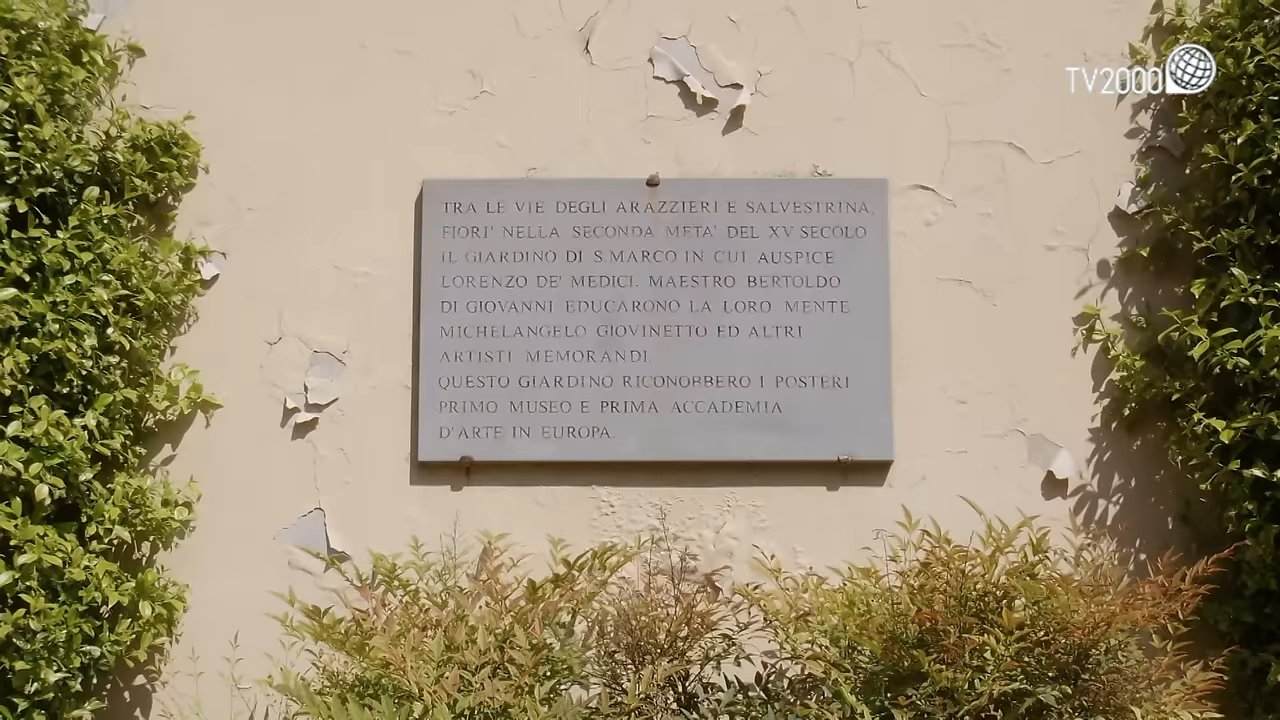 TV2000
TRA LE VIE DEGLI ARAZZIERI E SALVESTRINA,
FIORI' NELLA SECONDA META' DEL XV SECOLO
IL GIARDINO DI S.MARCO IN CUI AUSPICE
LORENZO DE' MEDICI. MAESTRO BERTOLDO
DI GIOVANNI EDUCARONO LA LORO MENTE
MICHELANGELO GIOVINETTO ED ALTRI
ARTISTI MEMORANDI.
QUESTO GIARDINO RICONOBBERO I POSTERI
PRIMO MUSEO E PRIMA ACCADEMIA
D'ARTE IN EUROPA.